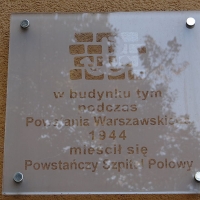 w budynku tym
podczas
Powstania Warszawskiego
1944
mieścił się
Powstańczy Szpital Polowy